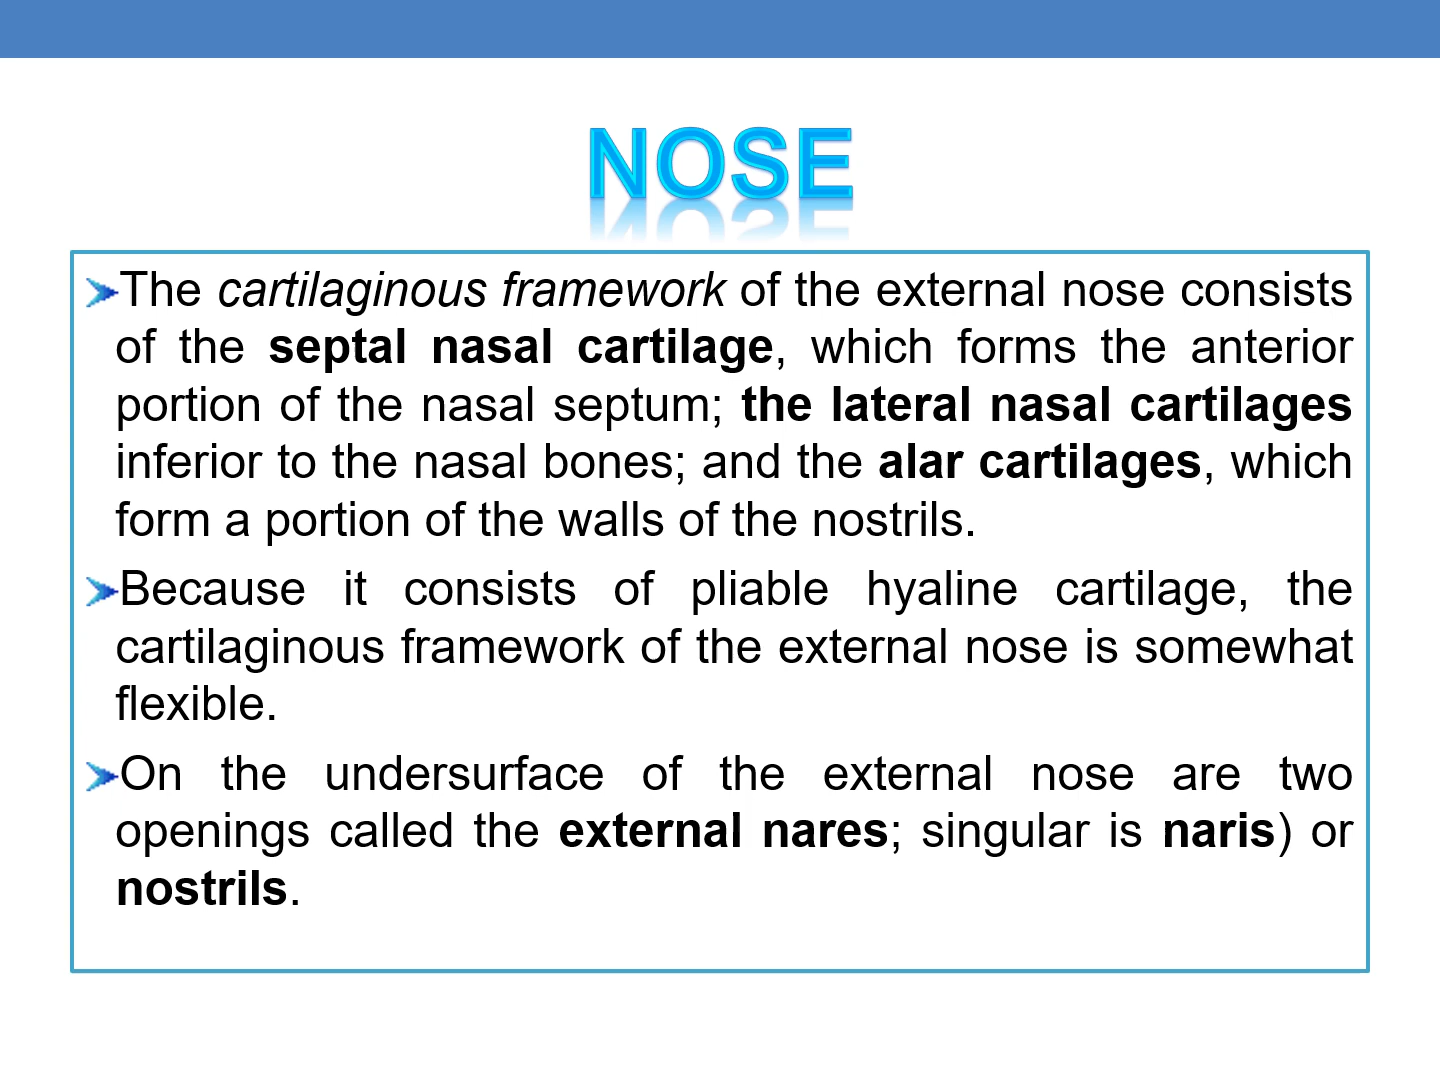 NOSE
The cartilaginous framework of the external nose consists
of the septal nasal cartilage, which forms the anterior
portion of the nasal septum; the lateral nasal cartilages
inferior to the nasal bones; and the alar cartilages, which
form a portion of the walls of the nostrils.
Because it consists of pliable hyaline cartilage, the
cartilaginous framework of the external nose is somewhat
flexible.
On the undersurface of the external nose are two
openings called the external nares; singular is naris) or
nostrils.